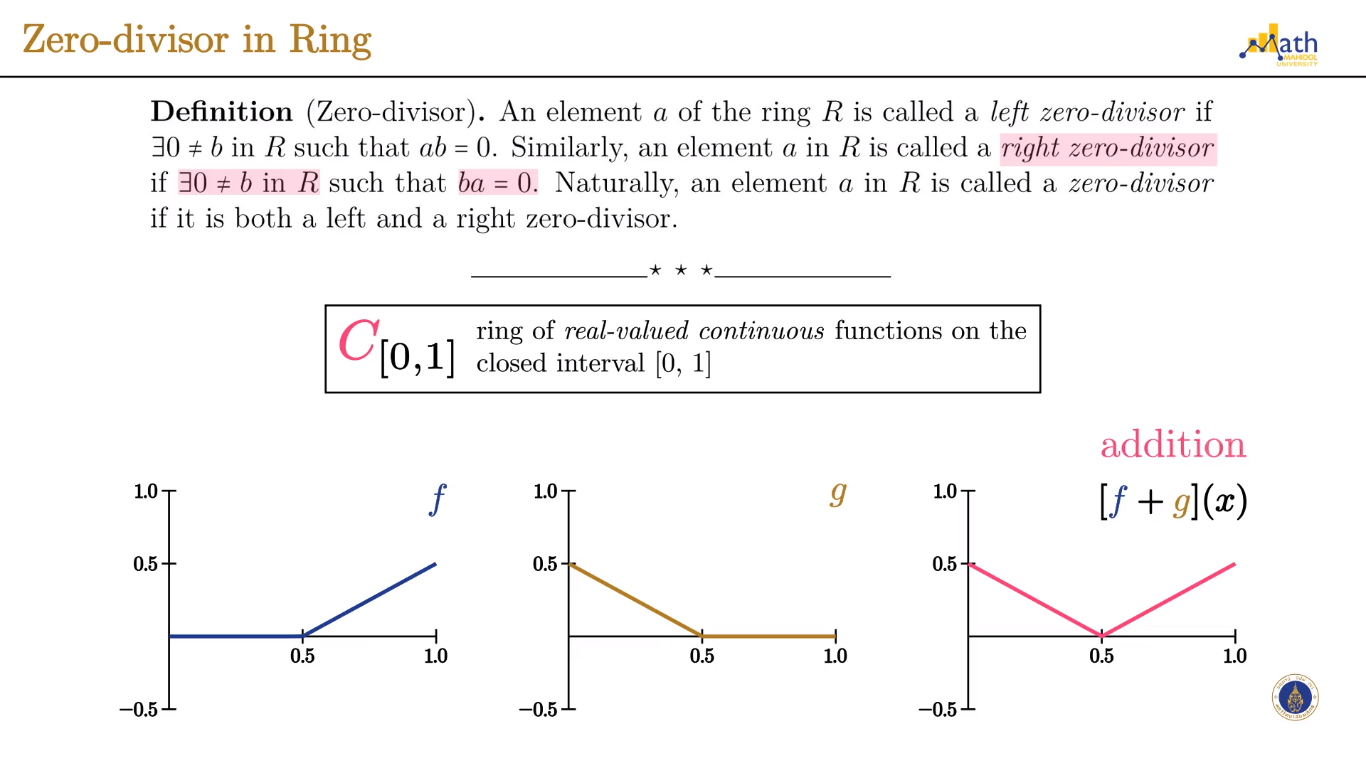 Zero-divisor in Ring
Math
MAHIDOL
UNIVERSITY
Definition (Zero-divisor). An element a of the ring R is called a left zero-divisor if
∃0 ≠ b in R such that ab = 0. Similarly, an element a in R is called a right zero-divisor
if ∃0 ≠ b in R such that ba = 0. Naturally, an element a in R is called a zero-divisor
if it is both a left and a right zero-divisor.
⋆ ⋆ ⋆
C[0,1]
ring of real-valued continuous functions on the
closed interval [0, 1]
1.0
f
0.5
0.5
1.0
−0.5
1.0
g
0.5
0.5
1.0
−0.5
addition
[f + g](x)
1.0
0.5
0.5
1.0
−0.5